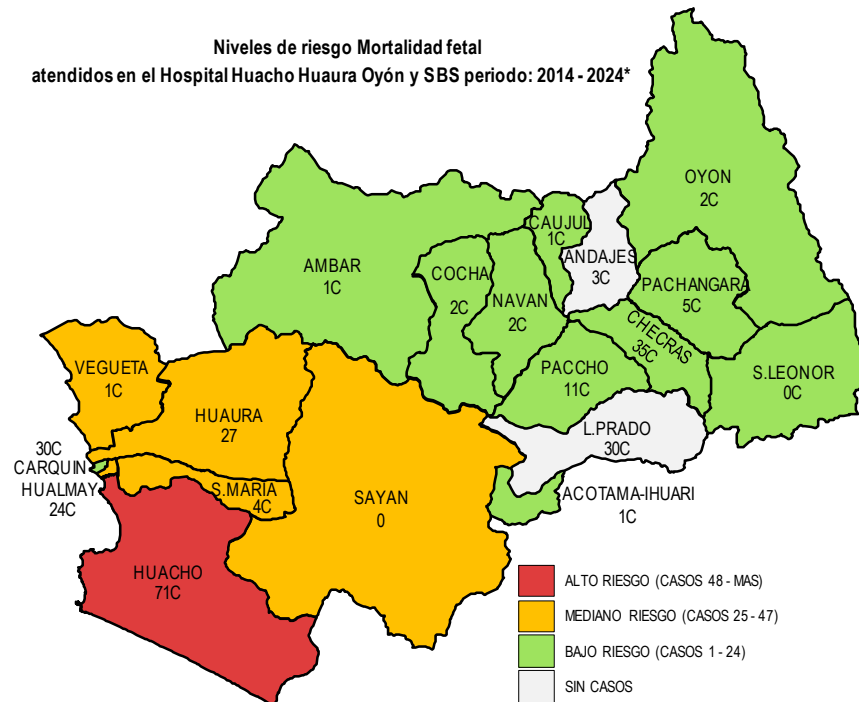 Niveles de riesgo Mortalidad fetal
atendidos en el Hospital Huacho Huaura Oyón y SBS periodo: 2014 - 2024*
OYON
2C
CAUJUL
1C
ANDAJES
3C
AMBAR
1C
COCHA
2C
NAVAN
2C
PACHANGARA
5C
CHECRAS
35C
VEGUETA
1C
PACCHO
11C
S.LEONOR
0C
HUAURA
27
L.PRADO
30C
30C
CARQUIN
HUALMAY
24C
S.MARIA
4C
SAYAN
0
ACOTAMA-IHUARI
1C
HUACHO
71C
ALTO RIESGO (CASOS 48 - MAS)
MEDIANO RIESGO (CASOS 25 - 47)
BAJO RIESGO (CASOS 1 - 24)
SIN CASOS